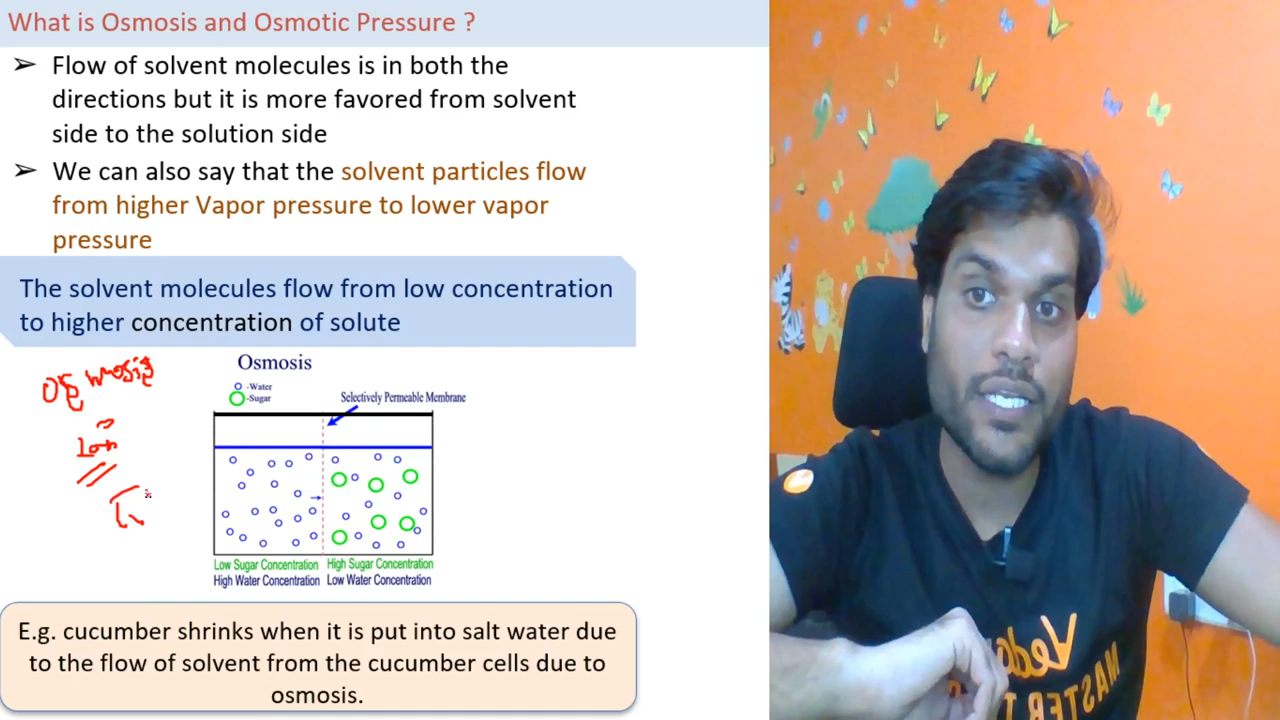 What is Osmosis and Osmotic Pressure ?
➢ Flow of solvent molecules is in both the
directions but it is more favored from solvent
side to the solution side
➢ We can also say that the solvent particles flow
from higher Vapor pressure to lower vapor
pressure
The solvent molecules flow from low concentration
to higher concentration of solute
osmosis
Osmosis
-Water
-Sugar
Selectively Permeable Membrane
Low Sugar Concentration
High Water Concentration
High Sugar Concentration
Low Water Concentration
E.g. cucumber shrinks when it is put into salt water due
to the flow of solvent from the cucumber cells due to
osmosis.
Vedan
MASTER T